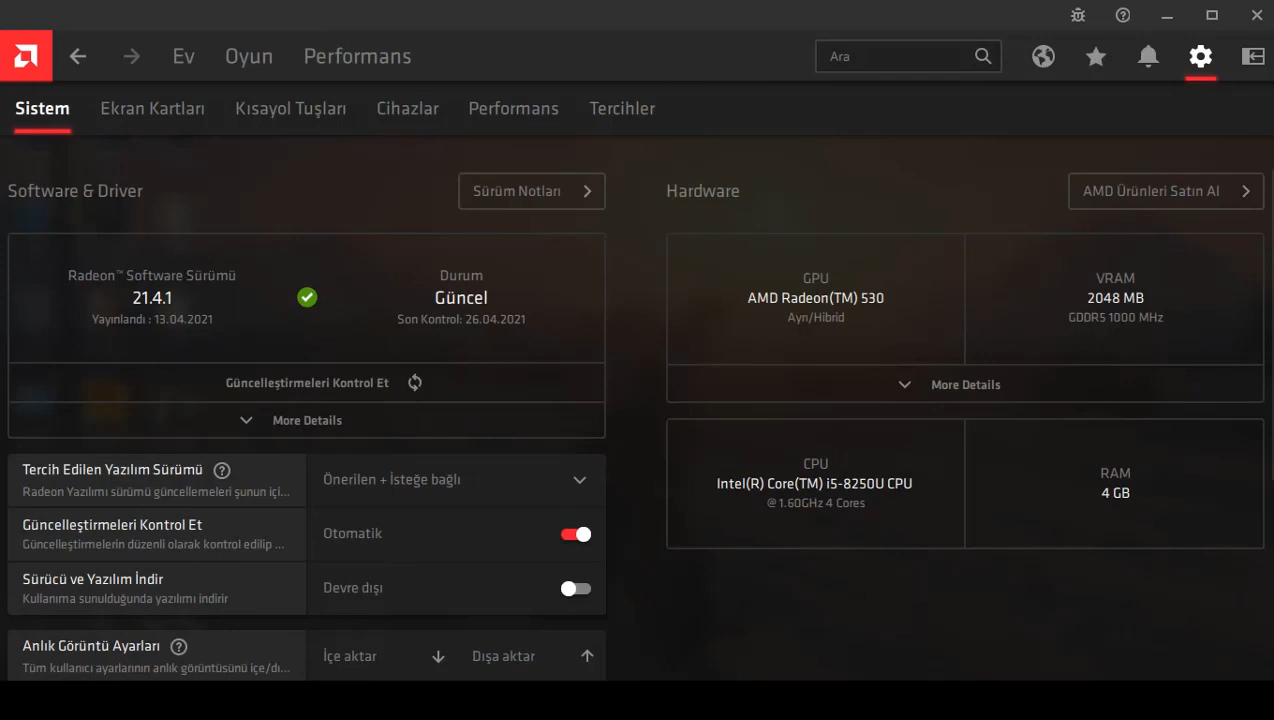 Ev Oyun Performans Ara
Sistem Ekran Kartları Kısayol Tuşları Cihazlar Performans Tercihler
Software & Driver
Sürüm Notları
Radeon™ Software Sürümü
21.4.1
Yayınlandı : 13.04.2021
Durum
Güncel
Son Kontrol: 26.04.2021
Güncelleştirmeleri Kontrol Et
More Details
Tercih Edilen Yazılım Sürümü
Radeon Yazılımı sürümü güncellemeleri şunun içi...
Önerilen + İsteğe bağlı
Güncelleştirmeleri Kontrol Et
Güncelleştirmelerin düzenli olarak kontrol edilip ...
Otomatik
Sürücü ve Yazılım İndir
Kullanıma sunulduğunda yazılımı indirir
Devre dışı
Anlık Görüntü Ayarları
Tüm kullanıcı ayarlarının anlık görüntüsünü içe/dı...
İçe aktar
Dışa aktar
Hardware
AMD Ürünleri Satın Al
GPU
AMD Radeon(TM) 530
Ayrı/Hibrid
VRAM
2048 MB
GDDR5 1000 MHz
More Details
CPU
Intel(R) Core(TM) i5-8250U CPU
@ 1.60GHz 4 Cores
RAM
4 GB